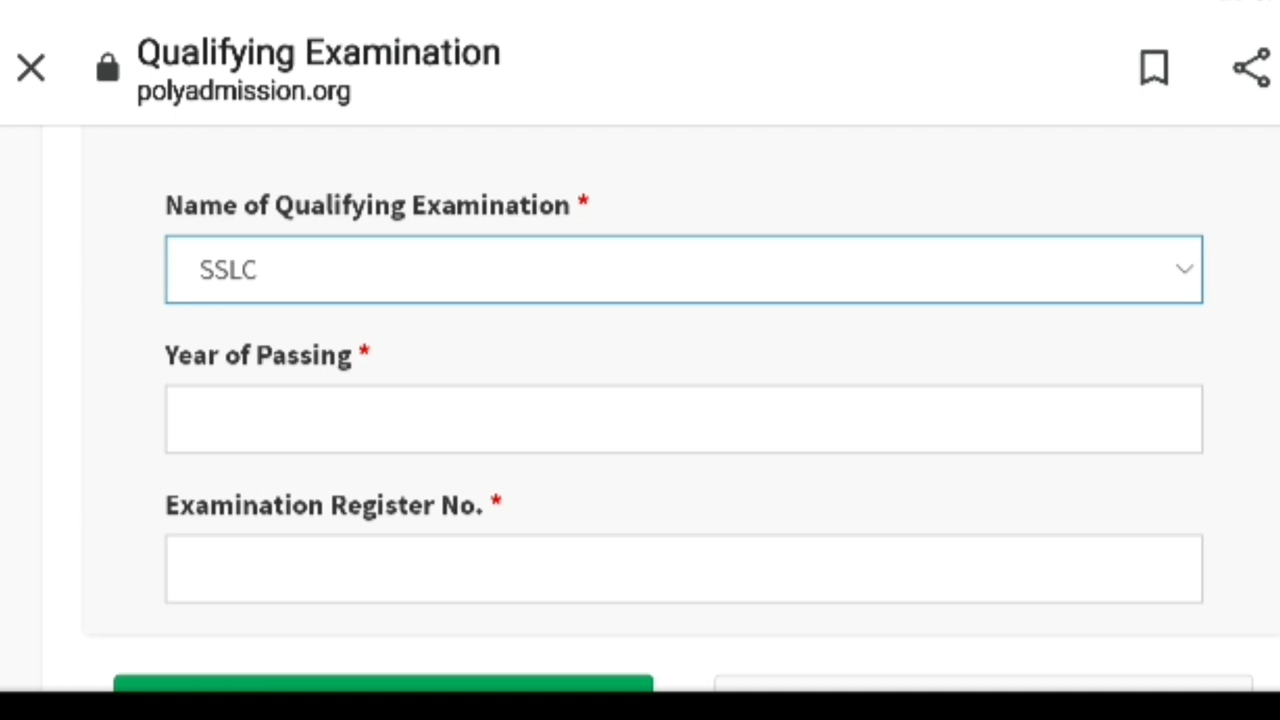 Qualifying Examination
polyadmission.org
Name of Qualifying Examination *
SSLC
Year of Passing *
Examination Register No. *